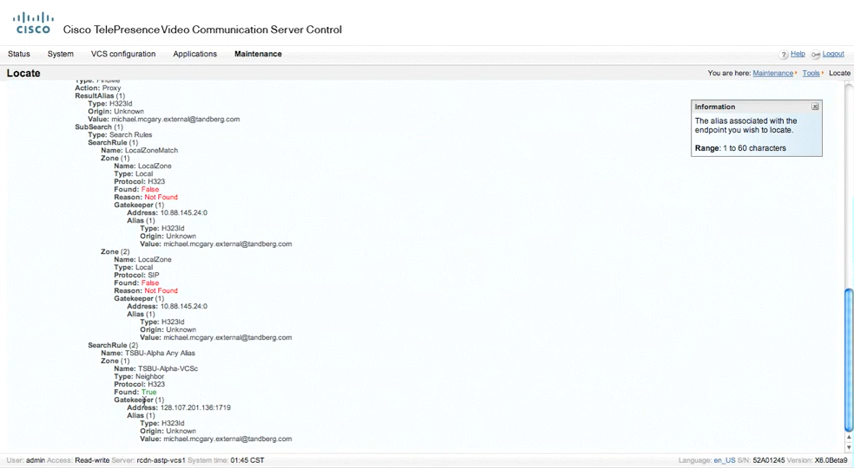 CISCO
Cisco TelePresence Video Communication Server Control
Status System VCS configuration Applications Maintenance
Help Logout
Locate
You are here: Maintenance Tools Locate
Type: FindMe
Action: Proxy
ResultAlias (1)
Type: H323Id
Origin: Unknown
Value: michael.mcgary.external@tandberg.com
SubSearch (1)
Type: Search Rules
SearchRule (1)
Name: LocalZoneMatch
Zone (1)
Name: LocalZone
Type: Local
Protocol: H323
Found: False
Reason: Not Found
Gatekeeper (1)
Address: 10.88.145.24:0
Alias (1)
Type: H323Id
Origin: Unknown
Value: michael.mcgary.external@tandberg.com
Zone (2)
Name: LocalZone
Type: Local
Protocol: SIP
Found: False
Reason: Not Found
Gatekeeper (1)
Address: 10.88.145.24:0
Alias (1)
Type: H323Id
Origin: Unknown
Value: michael.mcgary.external@tandberg.com
SearchRule (2)
Name: TSBU-Alpha Any Alias
Zone (1)
Name: TSBU-Alpha-VCSc
Type: Neighbor
Protocol: H323
Found: True
Gatekeeper (1)
Address: 128.107.201.136:1719
Alias (1)
Type: H323Id
Origin: Unknown
Value: michael.mcgary.external@tandberg.com
Information
The alias associated with the
endpoint you wish to locate.
Range: 1 to 60 characters
User: admin Access: Read-write Server: rcdn-astp-vcs1 System time: 01:45 CST
Language: en_US S/N: 52A01245 Version: X6.0Beta9